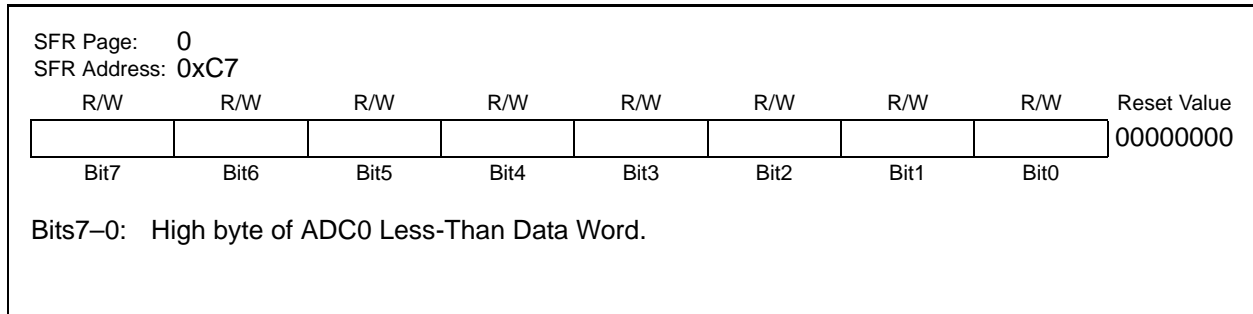 SFR Page: 0
SFR Address: 0xC7
R/W R/W R/W R/W R/W R/W R/W R/W Reset Value
00000000
Bit7 Bit6 Bit5 Bit4 Bit3 Bit2 Bit1 Bit0
Bits7–0: High byte of ADC0 Less-Than Data Word.